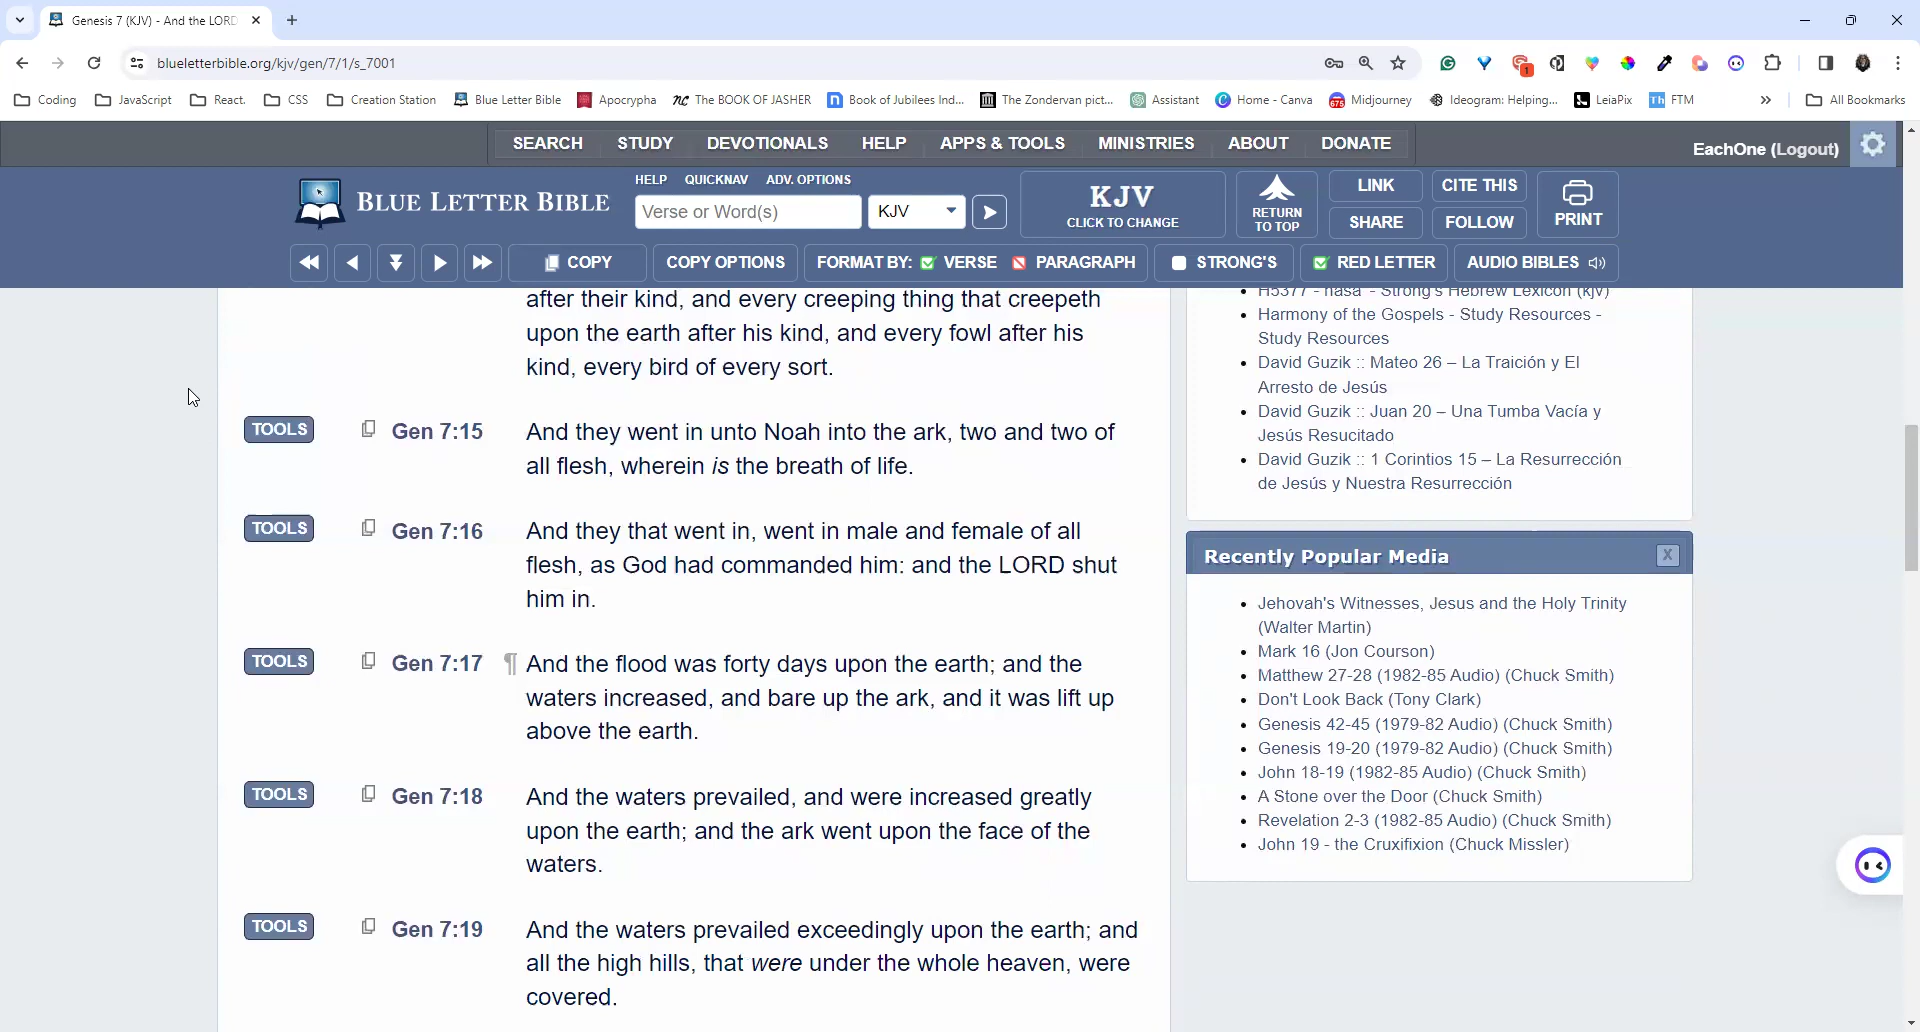 Genesis 7 (KJV) - And the LORD
blueletterbible.org/kjv/gen/7/1/s_7001
1
Coding
JavaScript
React.
CSS
Creation Station
Blue Letter Bible
Apocrypha
The BOOK OF JASHER
Book of Jubilees Ind...
The Zondervan pict...
Assistant
Home - Canva
Midjourney
Ideogram: Helping...
LeiaPix
FTM
All Bookmarks
SEARCH
STUDY
DEVOTIONALS
HELP
APPS & TOOLS
MINISTRIES
ABOUT
DONATE
EachOne (Logout)
BLUE LETTER BIBLE
HELP QUICKNAV ADV. OPTIONS
Verse or Word(s)
KJV
KJV
CLICK TO CHANGE
RETURN
TO TOP
LINK
CITE THIS
SHARE
FOLLOW
PRINT
COPY
COPY OPTIONS
FORMAT BY: VERSE PARAGRAPH
STRONG'S
RED LETTER
AUDIO BIBLES
after their kind, and every creeping thing that creepeth
upon the earth after his kind, and every fowl after his
kind, every bird of every sort.
TOOLS Gen 7:15 And they went in unto Noah into the ark, two and two of
all flesh, wherein is the breath of life.
TOOLS Gen 7:16 And they that went in, went in male and female of all
flesh, as God had commanded him: and the LORD shut
him in.
TOOLS Gen 7:17 ¶ And the flood was forty days upon the earth; and the
waters increased, and bare up the ark, and it was lift up
above the earth.
TOOLS Gen 7:18 And the waters prevailed, and were increased greatly
upon the earth; and the ark went upon the face of the
waters.
TOOLS Gen 7:19 And the waters prevailed exceedingly upon the earth; and
all the high hills, that were under the whole heaven, were
covered.
H5377 - nasa' - Strong's Hebrew Lexicon (kjv)
Harmony of the Gospels - Study Resources -
Study Resources
David Guzik :: Mateo 26 – La Traición y El
Arresto de Jesús
David Guzik :: Juan 20 – Una Tumba Vacía y
Jesús Resucitado
David Guzik :: 1 Corintios 15 – La Resurrección
de Jesús y Nuestra Resurrección
Recently Popular Media
X
Jehovah's Witnesses, Jesus and the Holy Trinity
(Walter Martin)
Mark 16 (Jon Courson)
Matthew 27-28 (1982-85 Audio) (Chuck Smith)
Don't Look Back (Tony Clark)
Genesis 42-45 (1979-82 Audio) (Chuck Smith)
Genesis 19-20 (1979-82 Audio) (Chuck Smith)
John 18-19 (1982-85 Audio) (Chuck Smith)
A Stone over the Door (Chuck Smith)
Revelation 2-3 (1982-85 Audio) (Chuck Smith)
John 19 - the Cruxifixion (Chuck Missler)